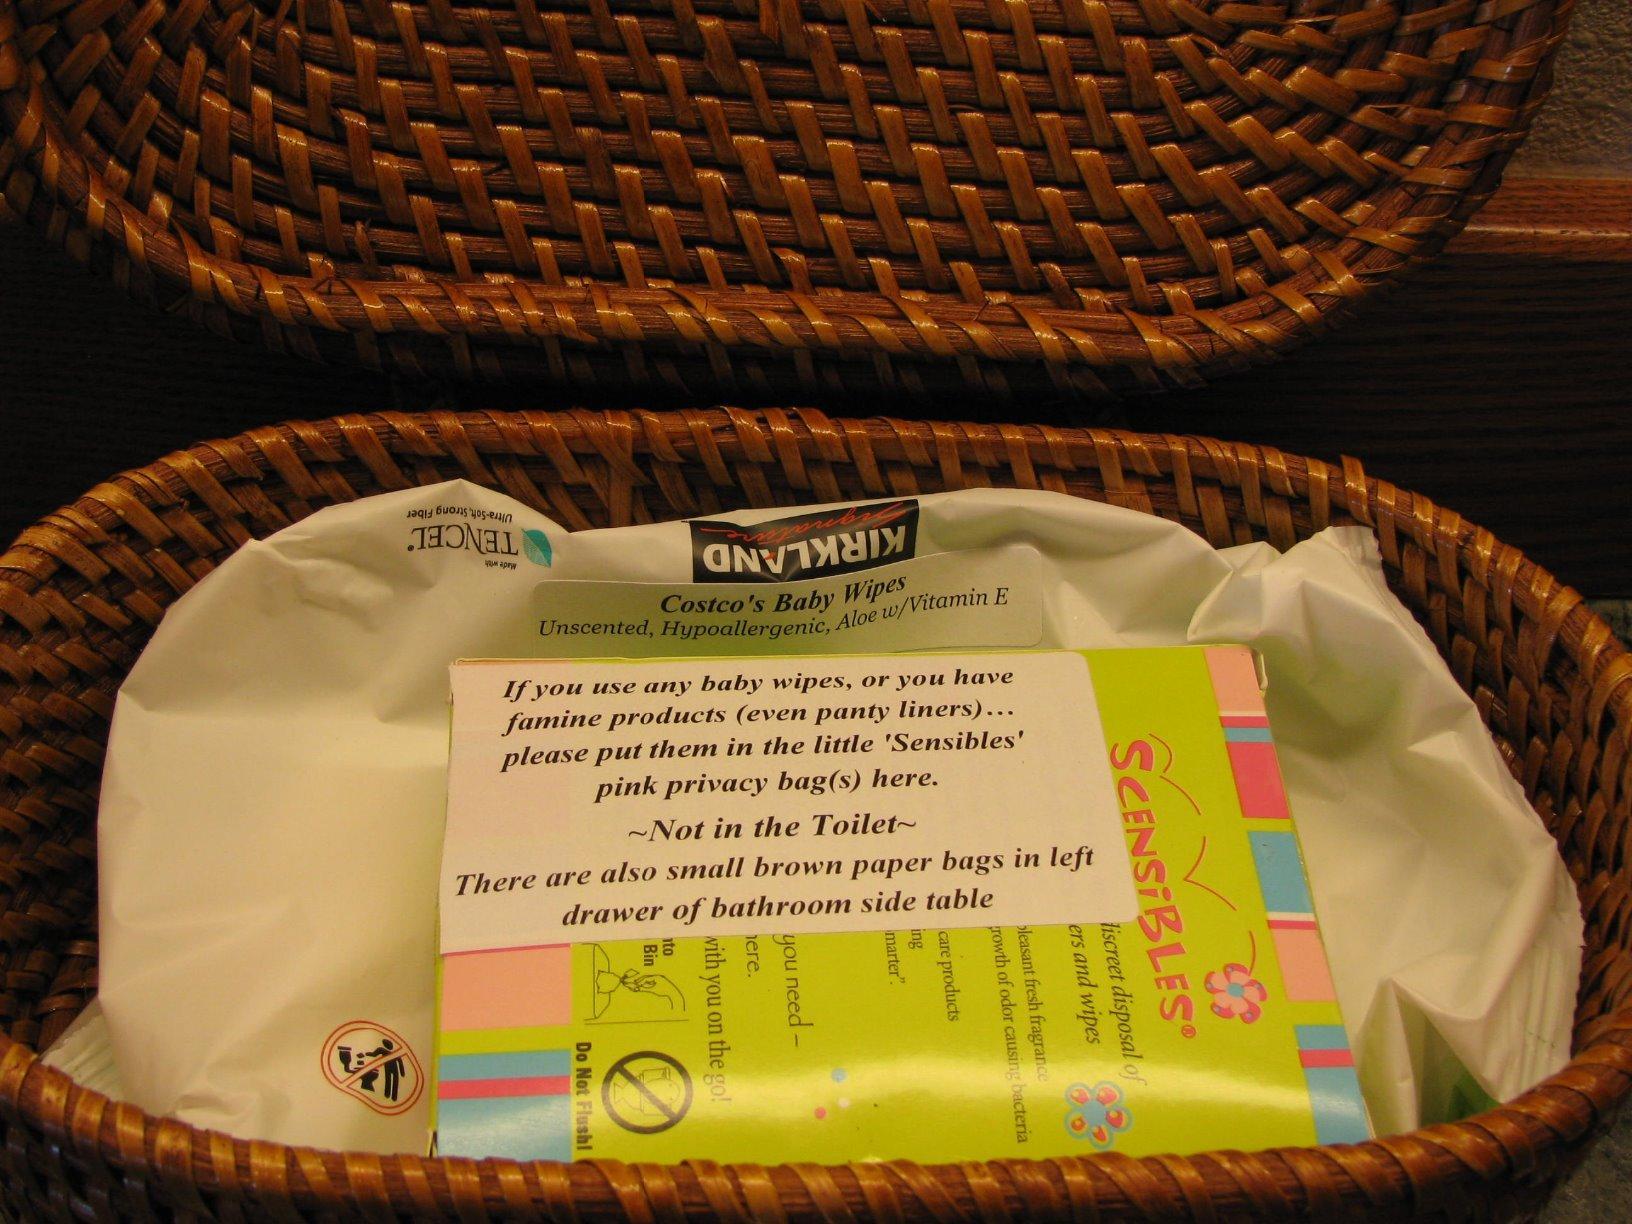 Made with
TENCEL®
Ultra-Soft, Strong Fiber
KIRKLAND
Signature
Costco's Baby Wipes
Unscented, Hypoallergenic, Aloe w/Vitamin E
If you use any baby wipes, or you have
famine products (even panty liners)...
please put them in the little 'Sensibles'
pink privacy bag(s) here.
~Not in the Toilet~
There are also small brown paper bags in left
drawer of bathroom side table
SCENSiBLES®
discreet disposal of
ers and wipes
pleasant fresh fragrance
growth of odor causing bacteria
care products
ing
marter".
you need –
here.
with you on the go!
nto
Bin
Do Not Flush!